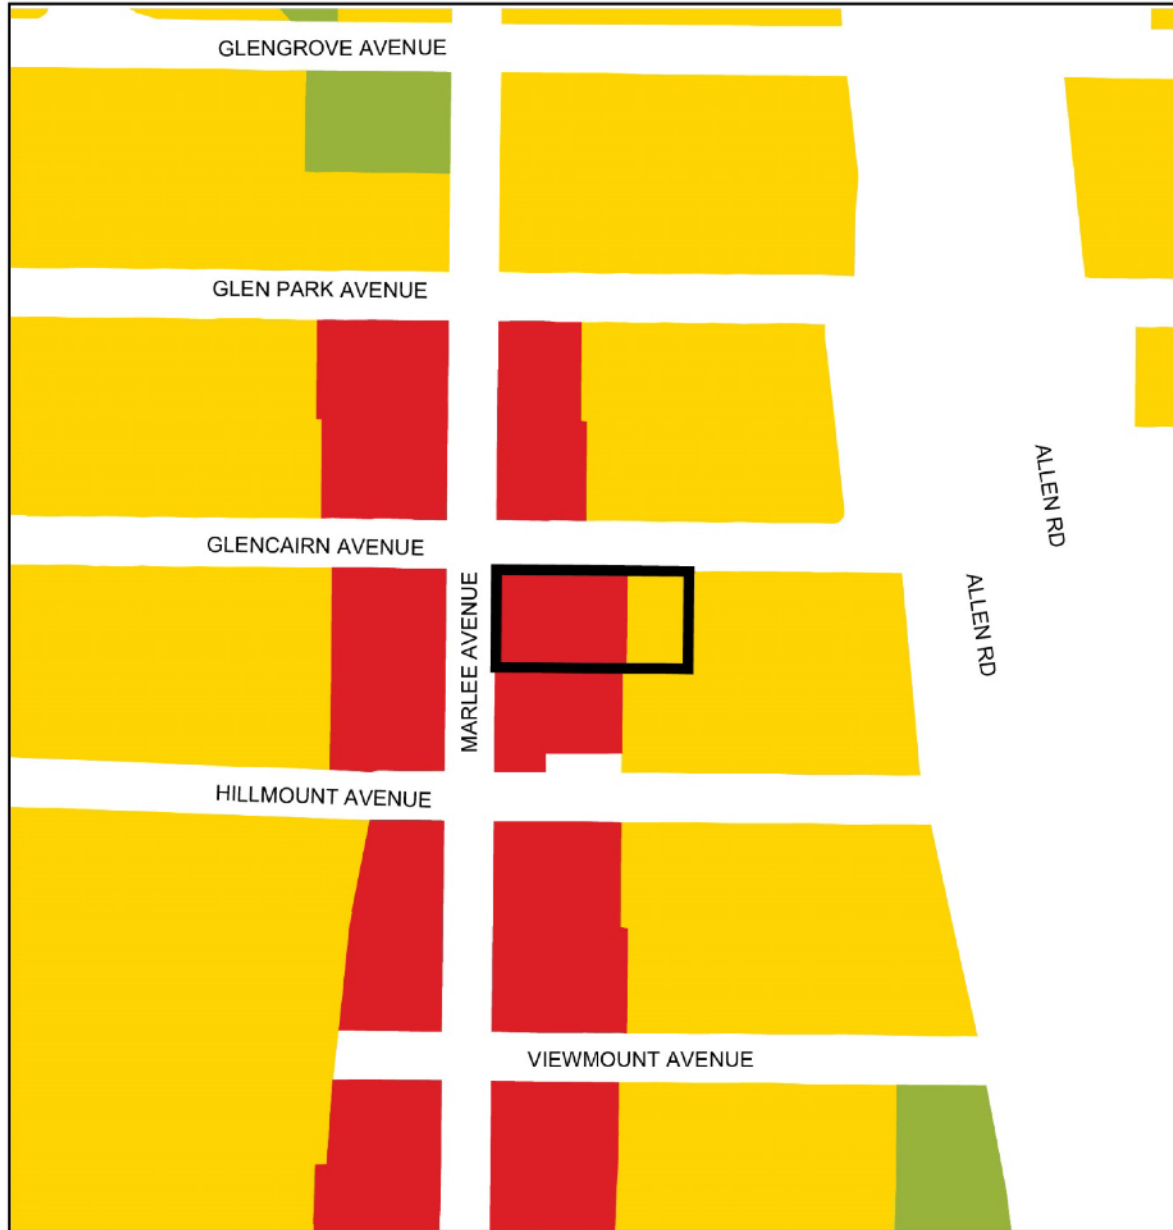 GLENGROVE AVENUE
GLEN PARK AVENUE
ALLEN RD
GLENCAIRN AVENUE
MARLEE AVENUE
ALLEN RD
HILLMOUNT AVENUE
VIEWMOUNT AVENUE